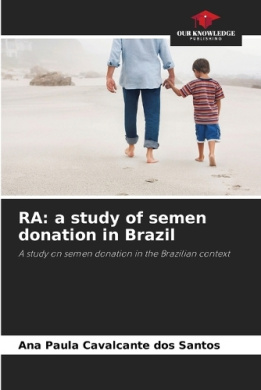 OUR KNOWLEDGE
PUBLISHING
RA: a study of semen
donation in Brazil
A study on semen donation in the Brazilian context
Ana Paula Cavalcante dos Santos